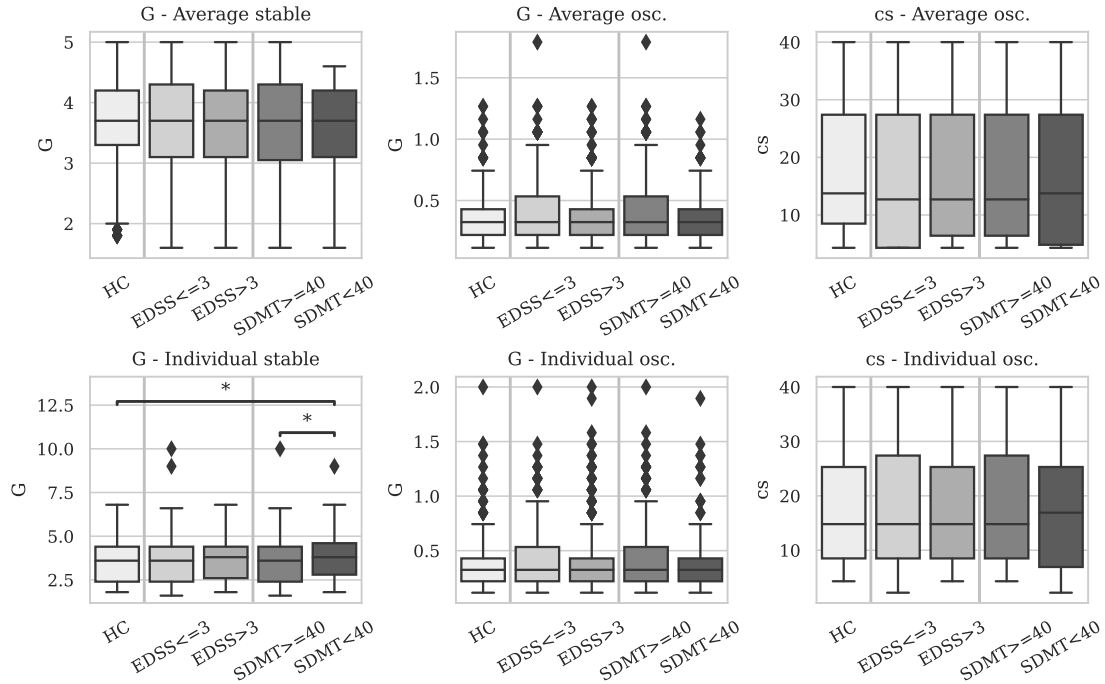 G - Average stable
G - Average osc.
cs - Average osc.
5
4
3
2
G
HC
EDSS<=3
EDSS>3
SDMT>=40
SDMT<40
1.5
1.0
0.5
G
HC
EDSS<=3
EDSS>3
SDMT>=40
SDMT<40
40
30
20
10
cs
HC
EDSS<=3
EDSS>3
SDMT>=40
SDMT<40
G - Individual stable
G - Individual osc.
cs - Individual osc.
12.5
10.0
7.5
5.0
2.5
G
*
*
HC
EDSS<=3
EDSS>3
SDMT>=40
SDMT<40
2.0
1.5
1.0
0.5
G
HC
EDSS<=3
EDSS>3
SDMT>=40
SDMT<40
40
30
20
10
cs
HC
EDSS<=3
EDSS>3
SDMT>=40
SDMT<40